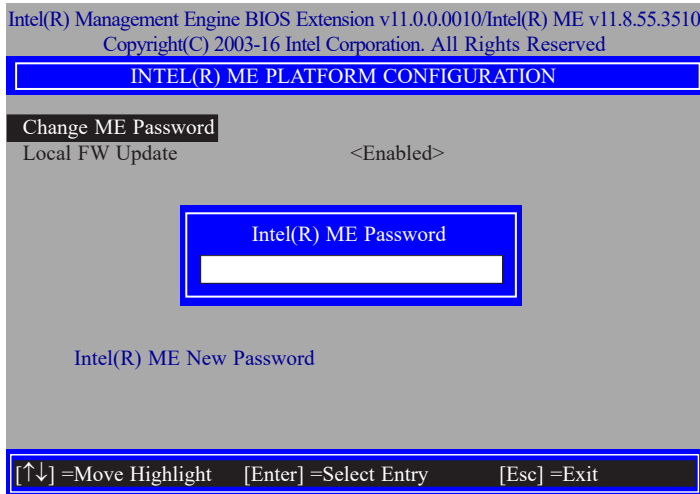 Intel(R) Management Engine BIOS Extension v11.0.0.0010/Intel(R) ME v11.8.55.3510
Copyright(C) 2003-16 Intel Corporation. All Rights Reserved
INTEL(R) ME PLATFORM CONFIGURATION
Change ME Password
Local FW Update <Enabled>
Intel(R) ME Password
Intel(R) ME New Password
[↑↓] =Move Highlight [Enter] =Select Entry [Esc] =Exit